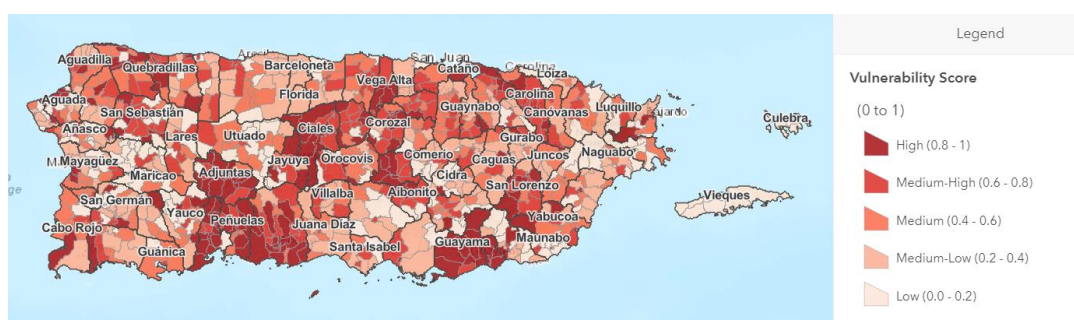 Legend
Vulnerability Score
(0 to 1)
High (0.8 - 1)
Medium-High (0.6 - 0.8)
Medium (0.4 - 0.6)
Medium-Low (0.2 - 0.4)
Low (0.0 - 0.2)
San Juan
Aguadilla
Quebradillas
Barceloneta
Cataño
Carolina
Loíza
Vega Alta
Florida
Aguada
San Sebastián
Guaynabo
Carolina
Canóvanas
Luquillo
Culebra
Añasco
Lares
Utuado
Ciales
Corozal
Gurabo
Mayagüez
Maricao
Adjuntas
Jayuya
Orocovis
Comerío
Caguas
Juncos
Naguabo
Cidra
San Germán
Yauco
Villalba
Aibonito
San Lorenzo
Vieques
Cabo Rojo
Peñuelas
Juana Díaz
Yabucoa
Guánica
Santa Isabel
Guayama
Maunabo